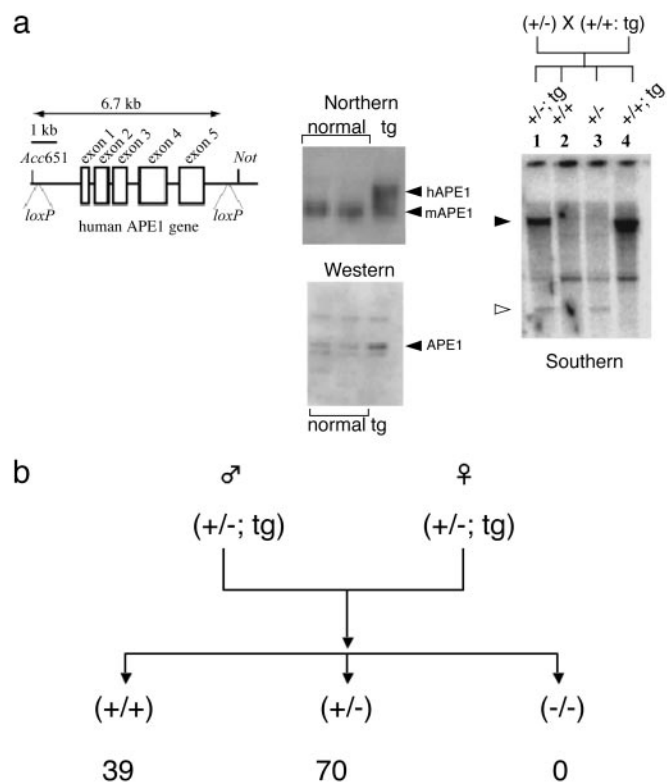 a
6.7 kb
1 kb
Acc651
exon 1
exon 2
exon 3
exon 4
exon 5
Not
loxP
loxP
human APE1 gene
Northern
normal
tg
hAPE1
mAPE1
Western
APE1
normal tg
(+/-) X (+/+: tg)
+/-; tg
+/+
+/-
+/+; tg
1 2 3 4
Southern
b
♂ ♀
(+/-; tg) (+/-; tg)
(+/+) (+/-) (-/-)
39 70 0